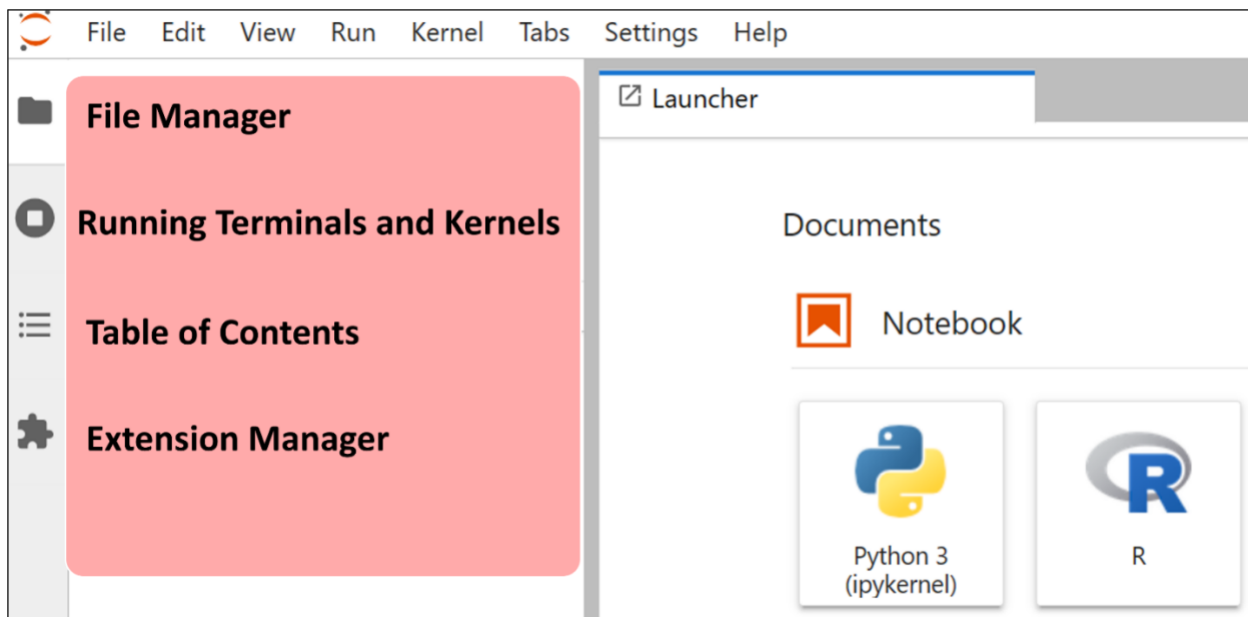 File Edit View Run Kernel Tabs Settings Help
File Manager
Running Terminals and Kernels
Table of Contents
Extension Manager
Launcher
Documents
Notebook
Python 3
(ipykernel)
R